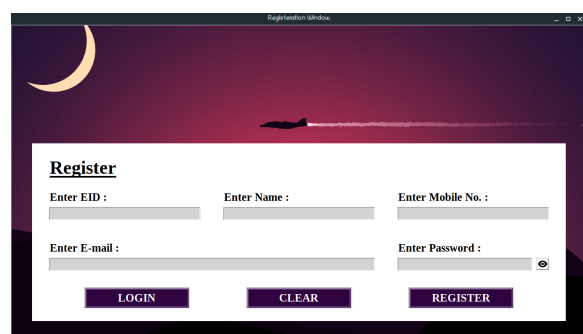 Registeration Window
Register
Enter EID :
Enter Name :
Enter Mobile No. :
Enter E-mail :
Enter Password :
LOGIN
CLEAR
REGISTER